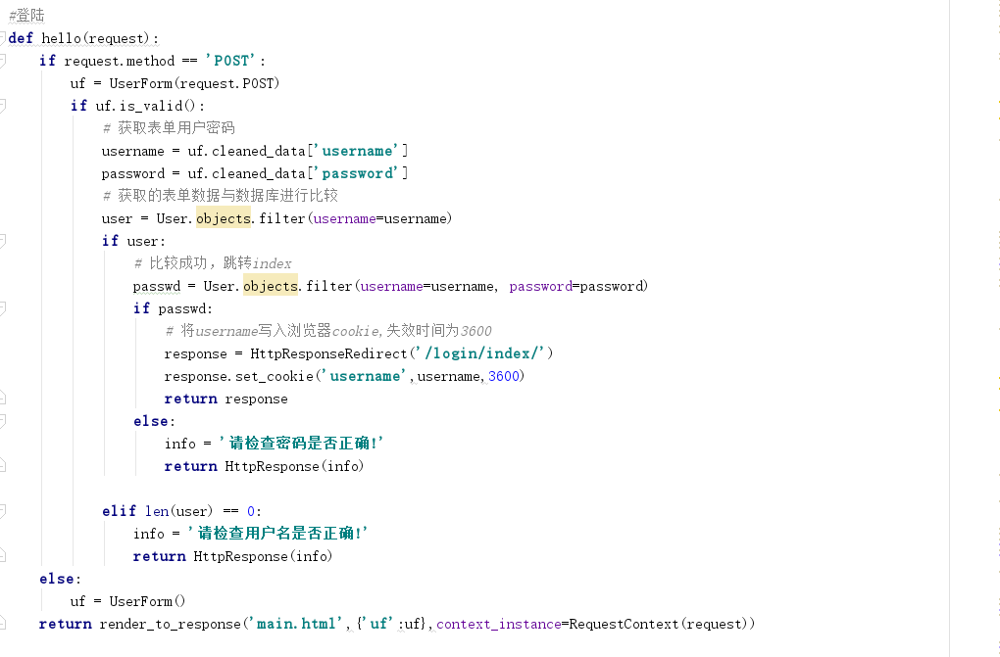 #登陆
def hello(request):
    if request.method == 'POST':
        uf = UserForm(request.POST)
        if uf.is_valid():
            # 获取表单用户密码
            username = uf.cleaned_data['username']
            password = uf.cleaned_data['password']
            # 获取的表单数据与数据库进行比较
            user = User.objects.filter(username=username)
            if user:
                # 比较成功，跳转index
                passwd = User.objects.filter(username=username, password=password)
                if passwd:
                    # 将username写入浏览器cookie,失效时间为3600
                    response = HttpResponseRedirect('/login/index/')
                    response.set_cookie('username',username,3600)
                    return response
                else:
                    info = '请检查密码是否正确!'
                    return HttpResponse(info)
            elif len(user) == 0:
                info = '请检查用户名是否正确!'
                return HttpResponse(info)
    else:
        uf = UserForm()
    return render_to_response('main.html',{'uf':uf},context_instance=RequestContext(request))